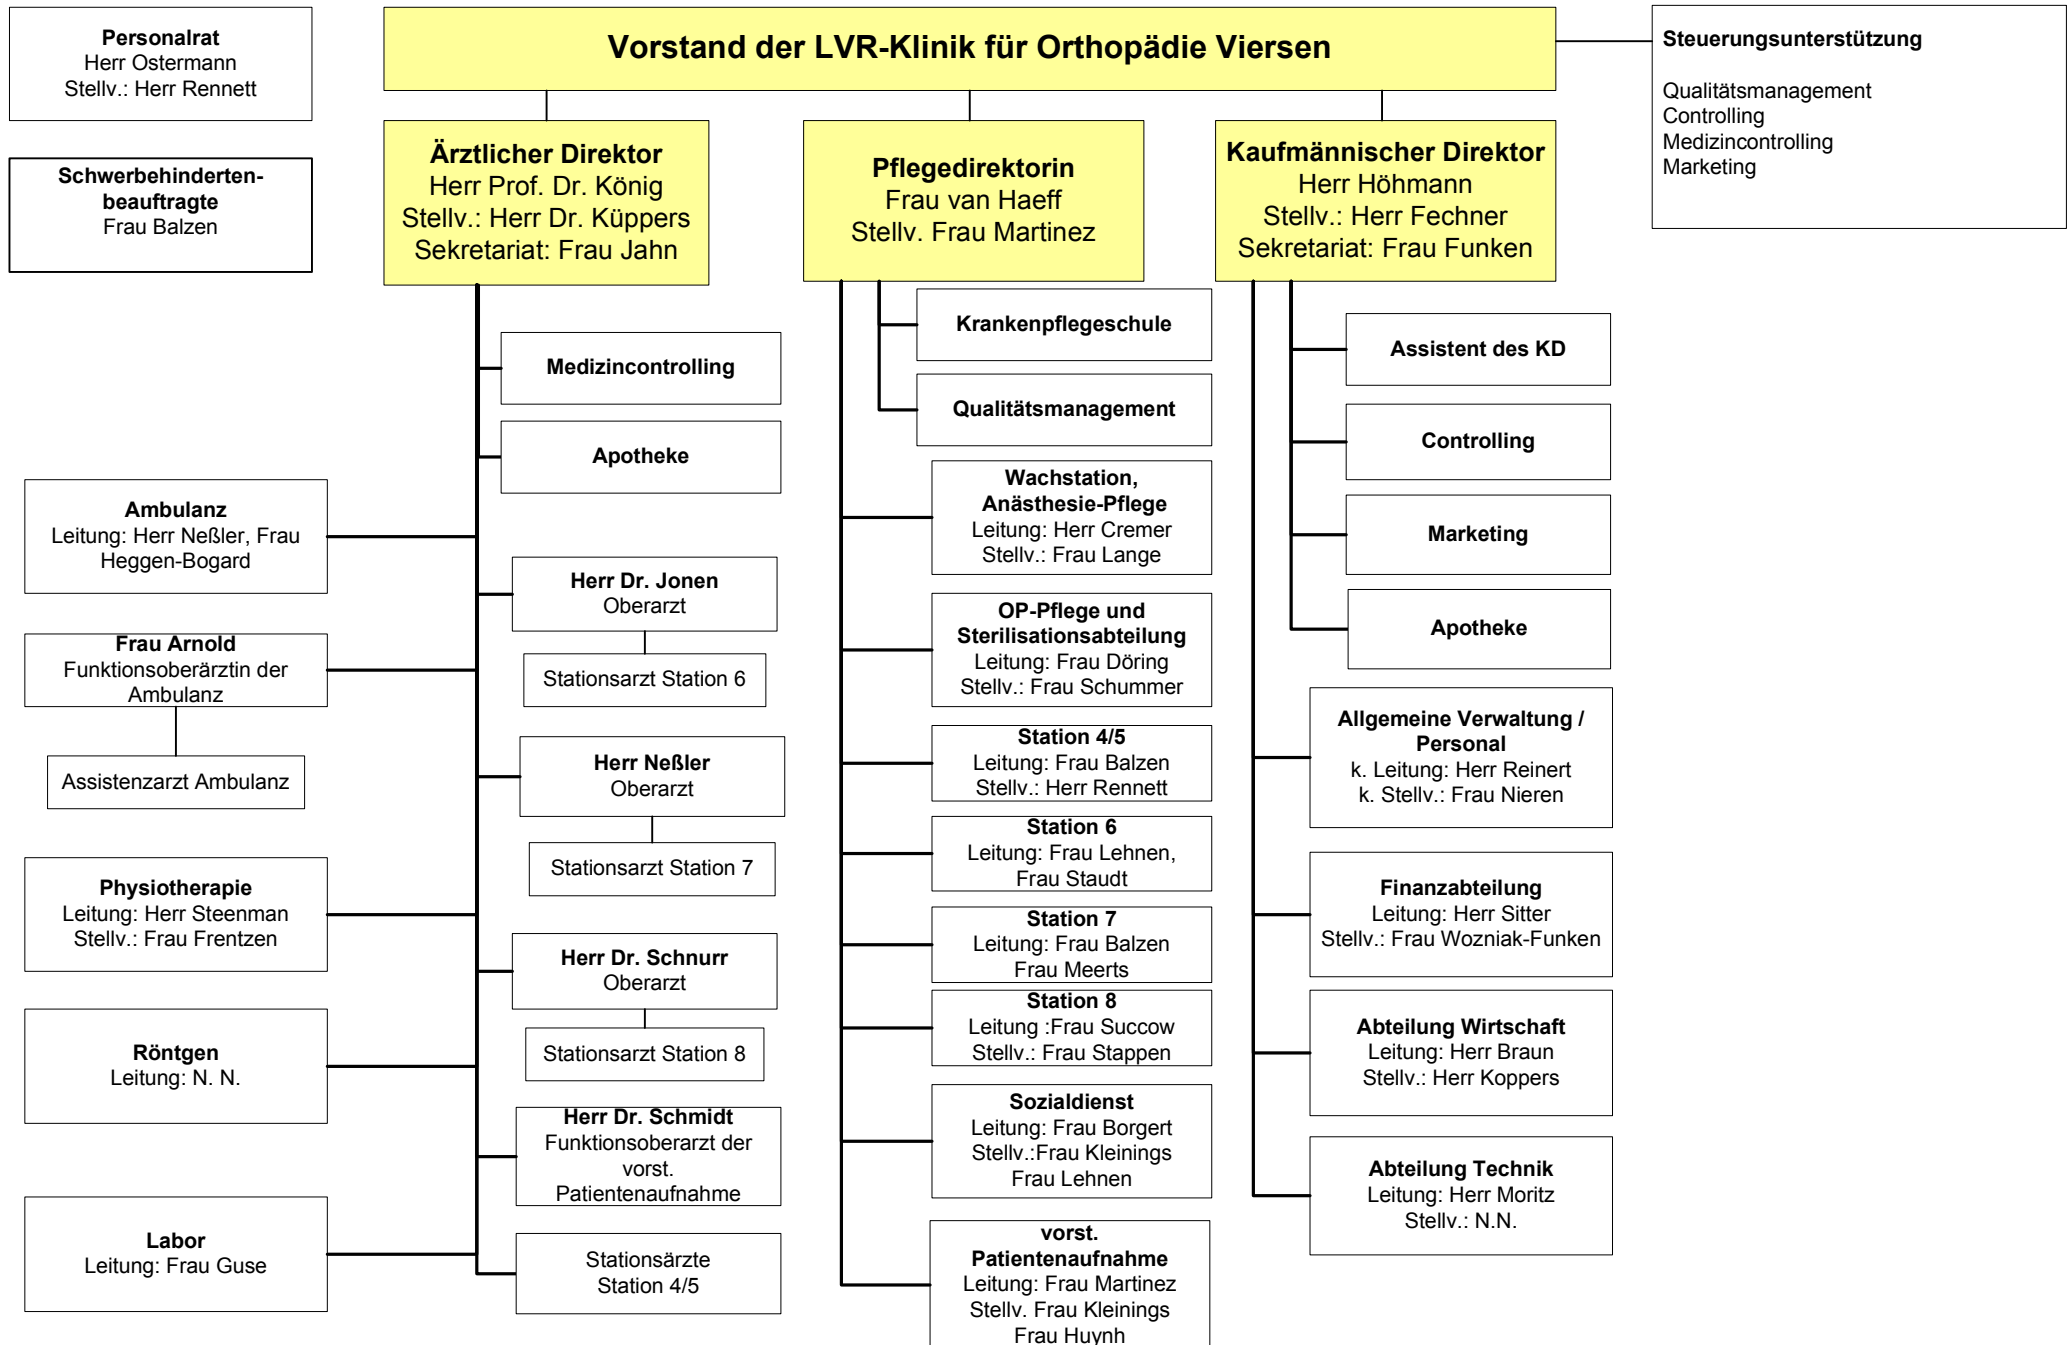 Personalrat
Herr Ostermann
Stellv.: Herr Rennett
Schwerbehinderten-
beauftragte
Frau Balzen
Vorstand der LVR-Klinik für Orthopädie Viersen
Steuerungsunterstützung
Qualitätsmanagement
Controlling
Medizincontrolling
Marketing
Ärztlicher Direktor
Herr Prof. Dr. König
Stellv.: Herr Dr. Küppers
Sekretariat: Frau Jahn
Pflegedirektorin
Frau van Haeff
Stellv. Frau Martinez
Kaufmännischer Direktor
Herr Höhmann
Stellv.: Herr Fechner
Sekretariat: Frau Funken
Medizincontrolling
Apotheke
Ambulanz
Leitung: Herr Neßler, Frau
Heggen-Bogard
Frau Arnold
Funktionsoberärztin der
Ambulanz
Assistenzarzt Ambulanz
Physiotherapie
Leitung: Herr Steenman
Stellv.: Frau Frentzen
Röntgen
Leitung: N. N.
Labor
Leitung: Frau Guse
Herr Dr. Jonen
Oberarzt
Stationsarzt Station 6
Herr Neßler
Oberarzt
Stationsarzt Station 7
Herr Dr. Schnurr
Oberarzt
Stationsarzt Station 8
Herr Dr. Schmidt
Funktionsoberarzt der
vorst.
Patientenaufnahme
Stationsärzte
Station 4/5
Krankenpflegeschule
Qualitätsmanagement
Wachstation,
Anästhesie-Pflege
Leitung: Herr Cremer
Stellv.: Frau Lange
OP-Pflege und
Sterilisationsabteilung
Leitung: Frau Döring
Stellv.: Frau Schummer
Station 4/5
Leitung: Frau Balzen
Stellv.: Herr Rennett
Station 6
Leitung: Frau Lehnen,
Frau Staudt
Station 7
Leitung: Frau Balzen
Frau Meerts
Station 8
Leitung :Frau Succow
Stellv.: Frau Stappen
Sozialdienst
Leitung: Frau Borgert
Stellv.:Frau Kleinings
Frau Lehnen
vorst.
Patientenaufnahme
Leitung: Frau Martinez
Stellv. Frau Kleinings
Frau Huynh
Assistent des KD
Controlling
Marketing
Apotheke
Allgemeine Verwaltung /
Personal
k. Leitung: Herr Reinert
k. Stellv.: Frau Nieren
Finanzabteilung
Leitung: Herr Sitter
Stellv.: Frau Wozniak-Funken
Abteilung Wirtschaft
Leitung: Herr Braun
Stellv.: Herr Koppers
Abteilung Technik
Leitung: Herr Moritz
Stellv.: N.N.